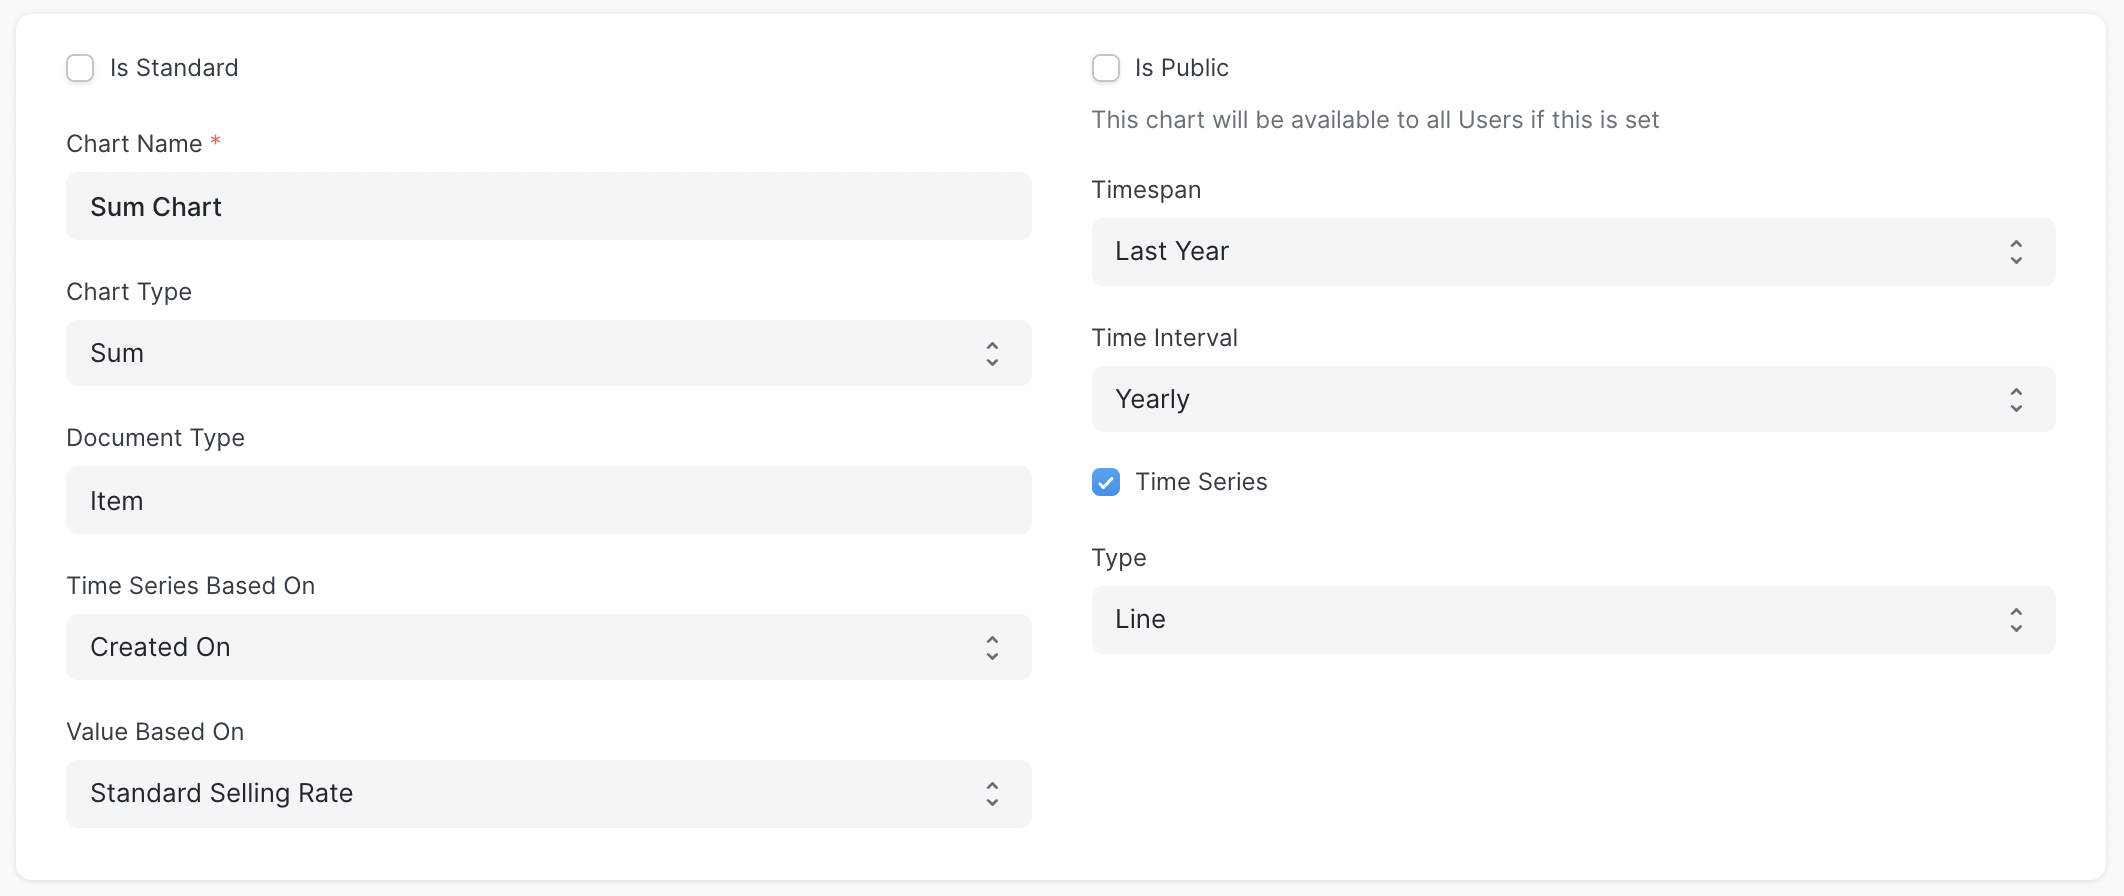 Is Standard
Chart Name *
Sum Chart
Chart Type
Sum
Document Type
Item
Time Series Based On
Created On
Value Based On
Standard Selling Rate
Is Public
This chart will be available to all Users if this is set
Timespan
Last Year
Time Interval
Yearly
Time Series
Type
Line